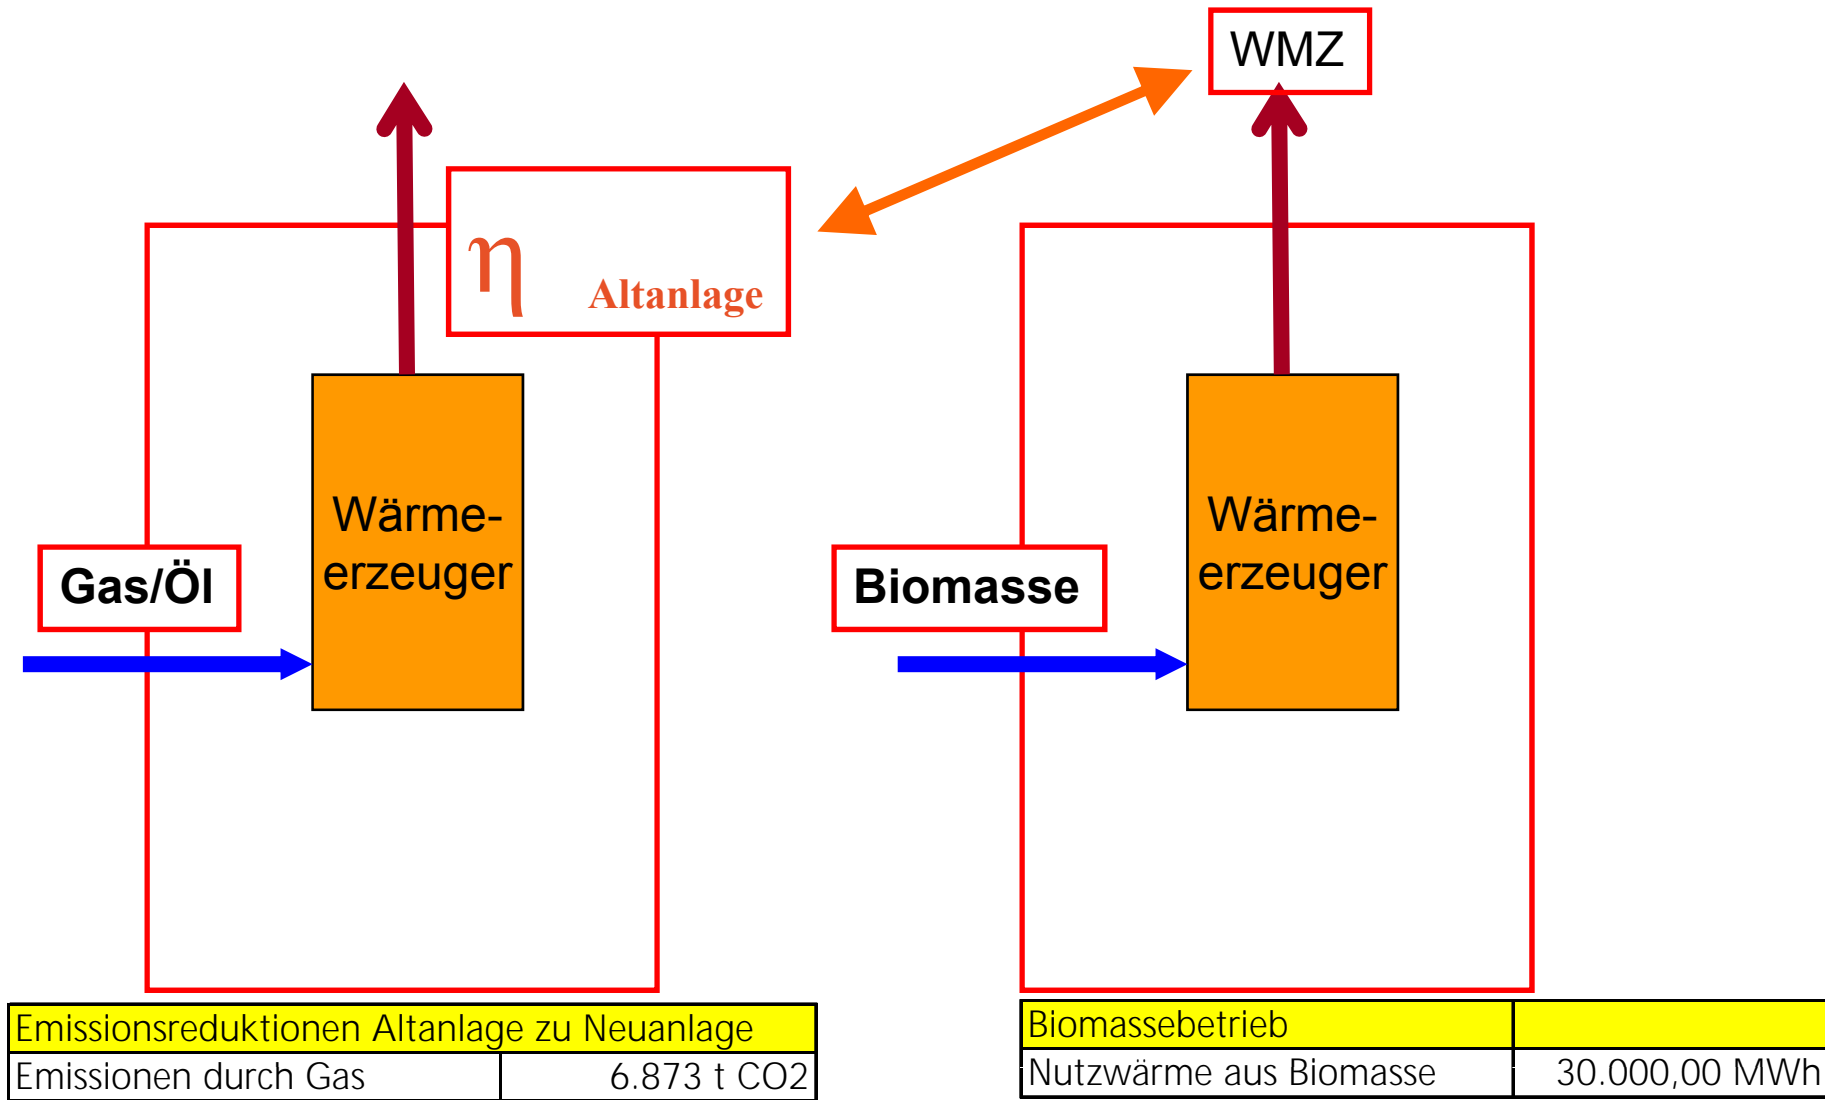 WMZ
η
Altanlage
Wärme-
erzeuger
Gas/Öl
Wärme-
erzeuger
Biomasse
Emissionsreduktionen Altanlage zu Neuanlage
Emissionen durch Gas 6.873 t CO2
Biomassebetrieb
Nutzwärme aus Biomasse 30.000,00 MWh